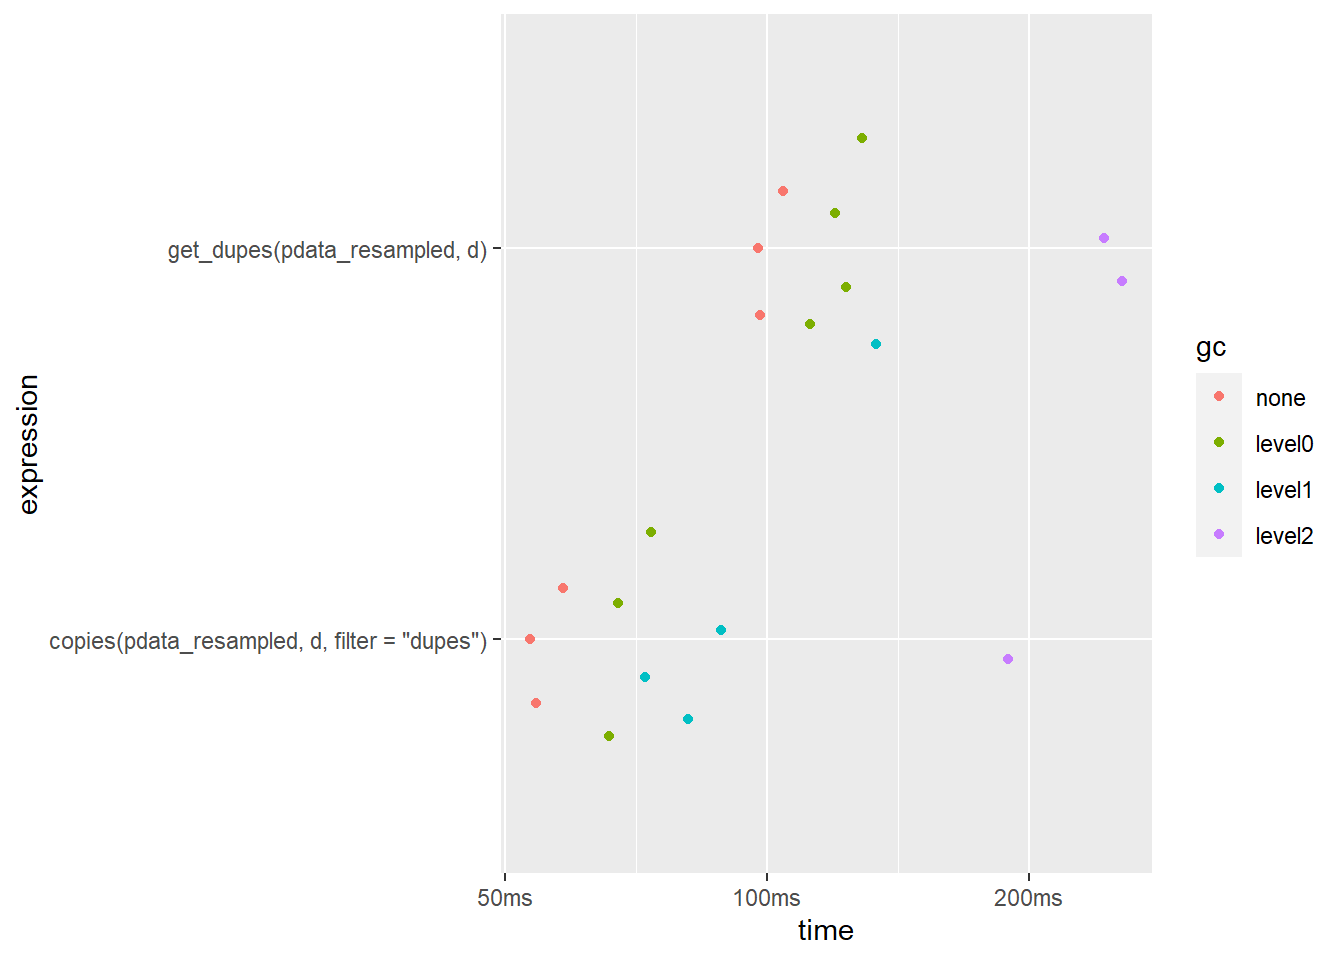 get_dupes(pdata_resampled, d)
copies(pdata_resampled, d, filter = "dupes")
expression
50ms
100ms
200ms
time
gc
none
level0
level1
level2